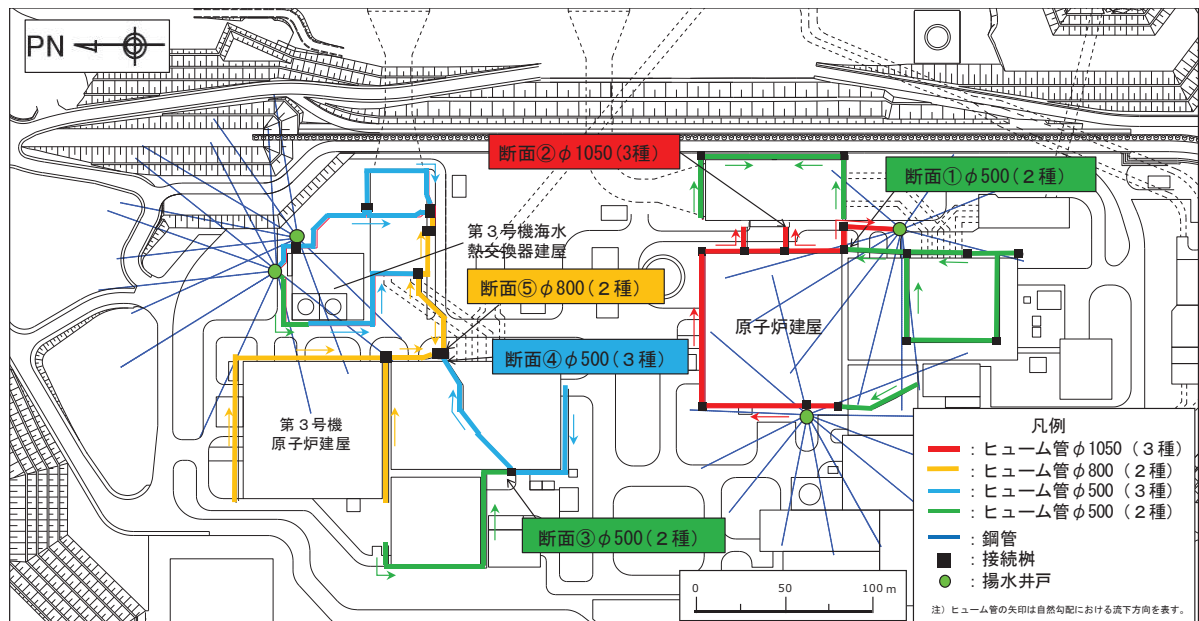 PN
断面②φ1050(3種)
断面①φ500(2種)
第3号機海水
熱交換器建屋
断面⑤φ800(2種)
原子炉建屋
断面④φ500(3種)
第3号機
原子炉建屋
断面③φ500(2種)
凡例
:ヒューム管φ1050(3種)
:ヒューム管φ800(2種)
:ヒューム管φ500(3種)
:ヒューム管φ500(2種)
:鋼管
:接続桝
:揚水井戸
注)ヒューム管の矢印は自然勾配における流下方向を表す。
0 50 100m